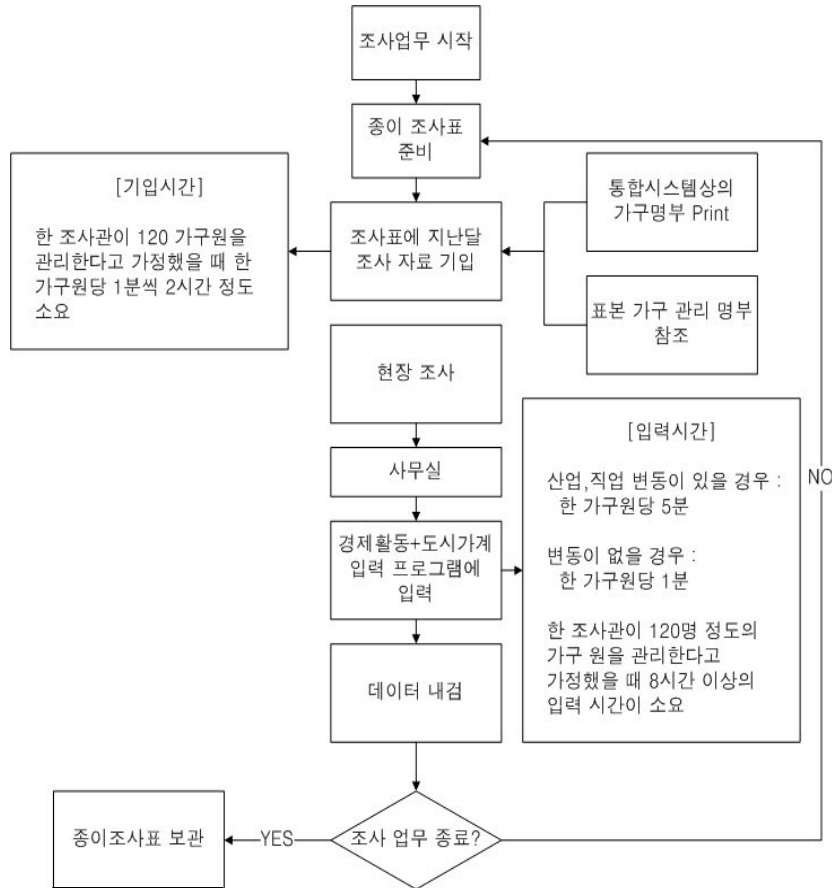 조사업무 시작
종이 조사표
준비
[기입시간]
한 조사관이 120 가구원을
관리한다고 가정했을 때 한
가구원당 1분씩 2시간 정도
소요
조사표에 지난달
조사 자료 기입
통합시스템상의
가구명부 Print
표본 가구 관리 명부
참조
현장 조사
사무실
경제활동+도시가계
입력 프로그램에
입력
[입력시간]
산업,직업 변동이 있을 경우 :
한 가구원당 5분
변동이 없을 경우 :
한 가구원당 1분
한 조사관이 120명 정도의
가구 원을 관리한다고
가정했을 때 8시간 이상의
입력 시간이 소요
NO
데이터 내검
조사 업무 종료?
YES
종이조사표 보관